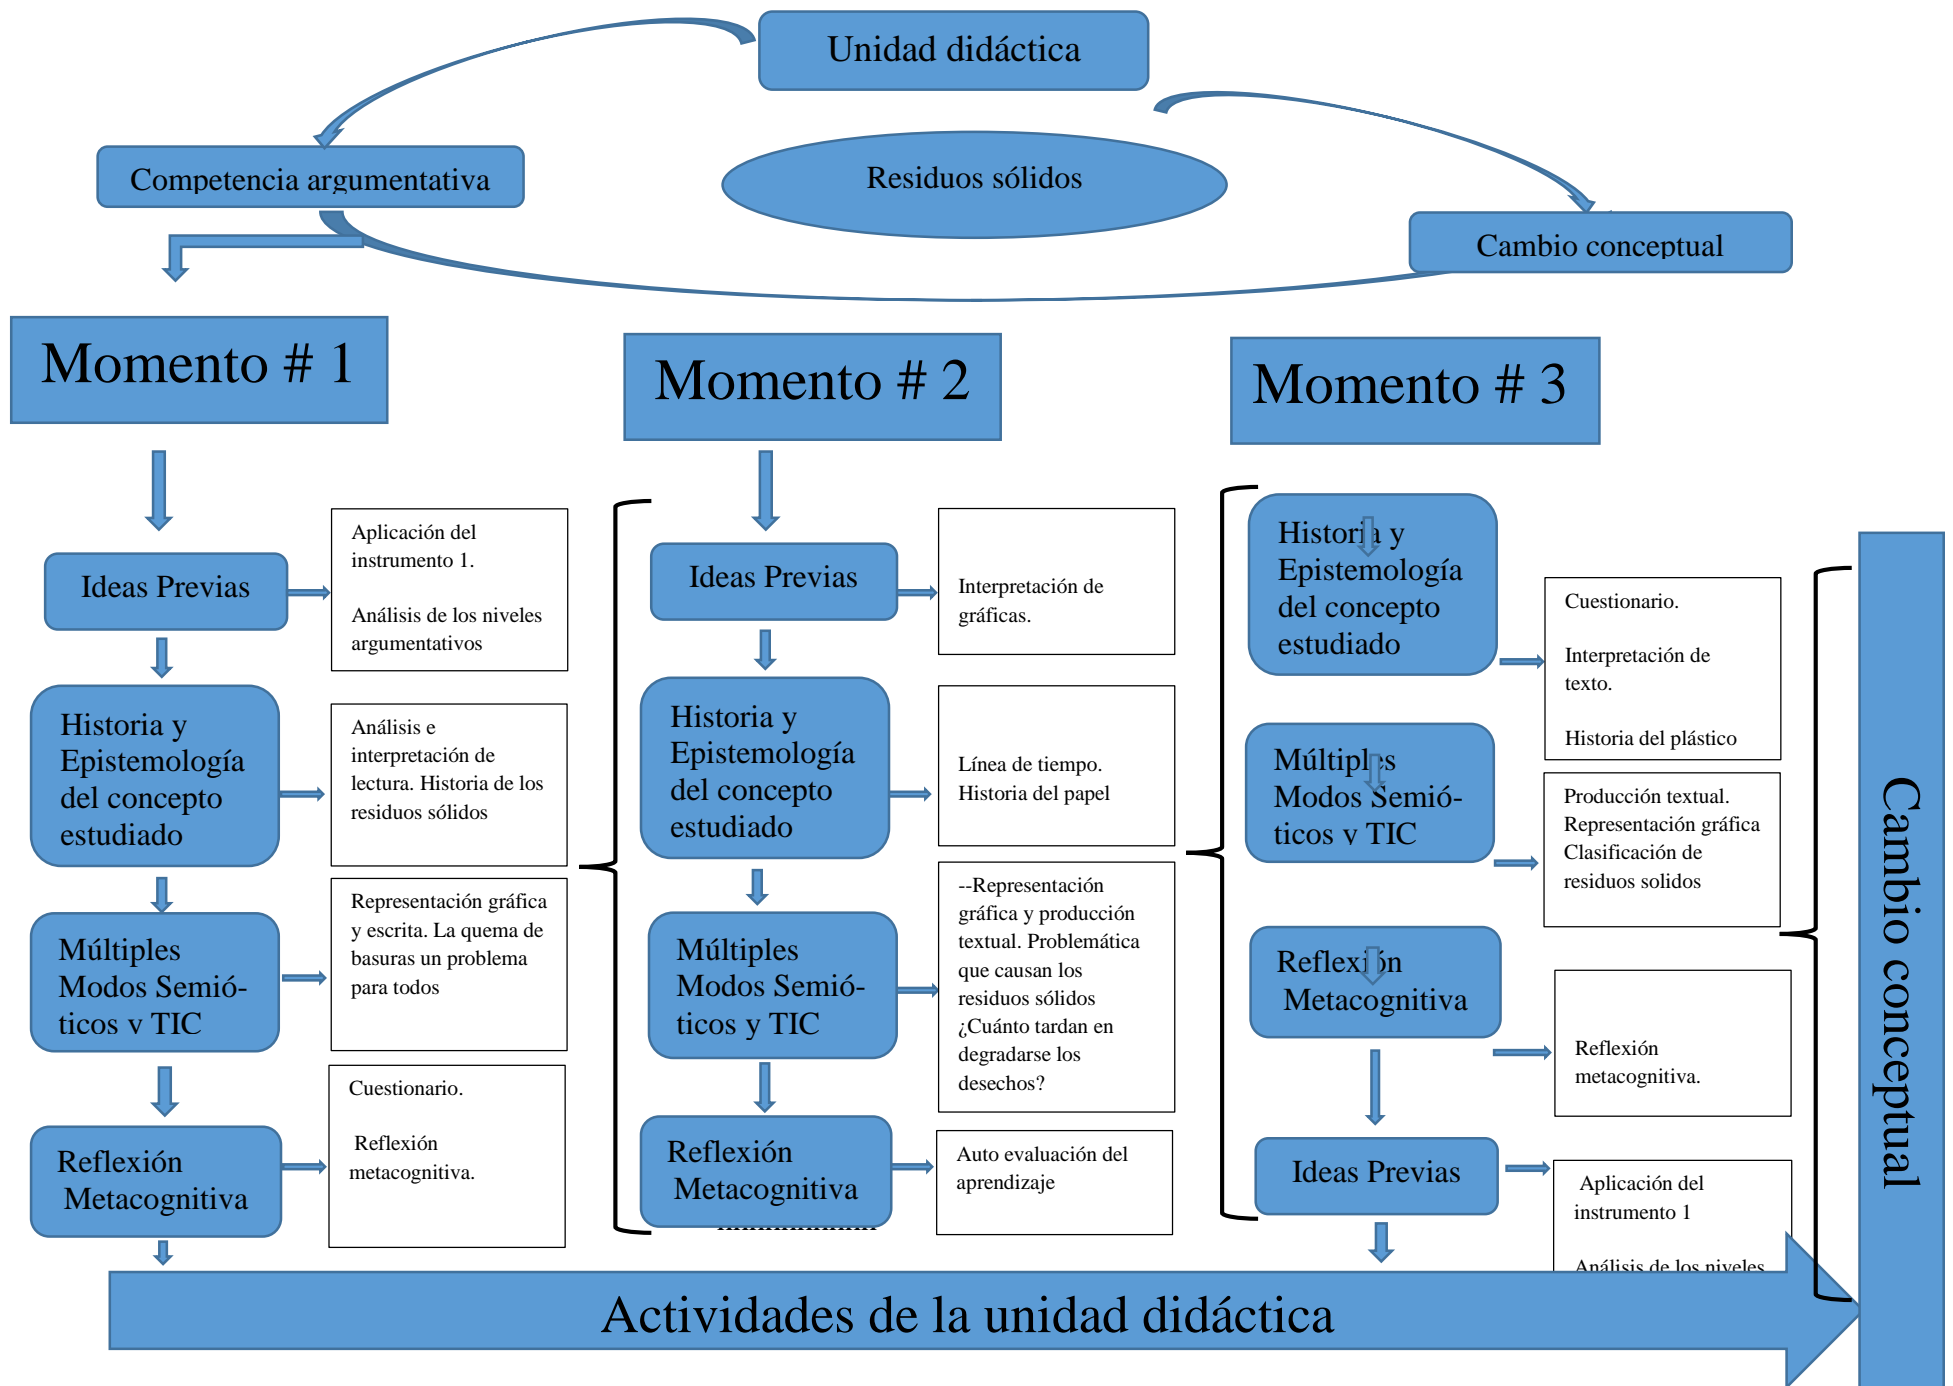 Unidad didáctica
Competencia argumentativa
Residuos sólidos
Cambio conceptual
Momento # 1
Momento # 2
Momento # 3
Ideas Previas
Aplicación del
instrumento 1.
Análisis de los niveles
argumentativos
Historia y
Epistemología
del concepto
estudiado
Análisis e
interpretación de
lectura. Historia de los
residuos sólidos
Múltiples
Modos Semió-
ticos y TIC
Representación gráfica
y escrita. La quema de
basuras un problema
para todos
Reflexión
Metacognitiva
Cuestionario.
Reflexión
metacognitiva.
Ideas Previas
Interpretación de
gráficas.
Historia y
Epistemología
del concepto
estudiado
Línea de tiempo.
Historia del papel
Múltiples
Modos Semió-
ticos y TIC
--Representación
gráfica y producción
textual. Problemática
que causan los
residuos sólidos
¿Cuánto tardan en
degradarse los
desechos?
Reflexión
Metacognitiva
Auto evaluación del
aprendizaje
Historia y
Epistemología
del concepto
estudiado
Cuestionario.
Interpretación de
texto.
Historia del plástico
Múltiples
Modos Semió-
ticos y TIC
Producción textual.
Representación gráfica
Clasificación de
residuos solidos
Reflexión
Metacognitiva
Reflexión
metacognitiva.
Ideas Previas
Aplicación del
instrumento 1
Análisis de los niveles
Cambio conceptual
Actividades de la unidad didáctica